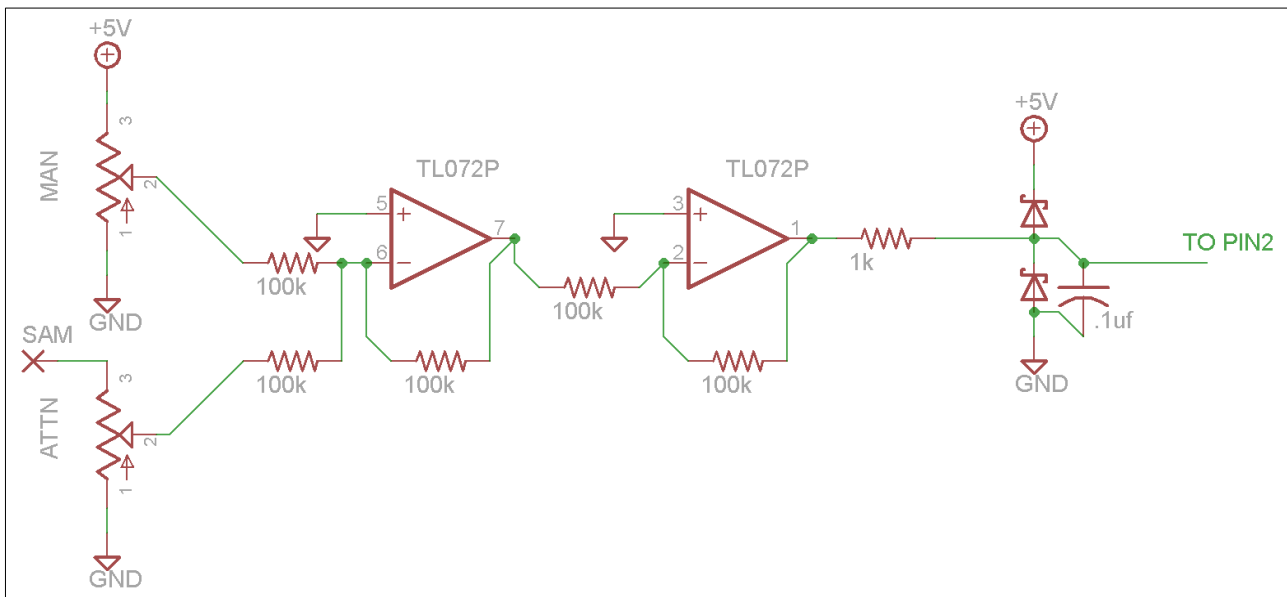 +5V
3
MAN
2
1
GND
SAM
3
ATTN
2
1
GND
100k
100k
TL072P
5
+
6
−
7
100k
100k
TL072P
3
+
2
−
1
100k
1k
+5V
TO PIN2
.1uf
GND